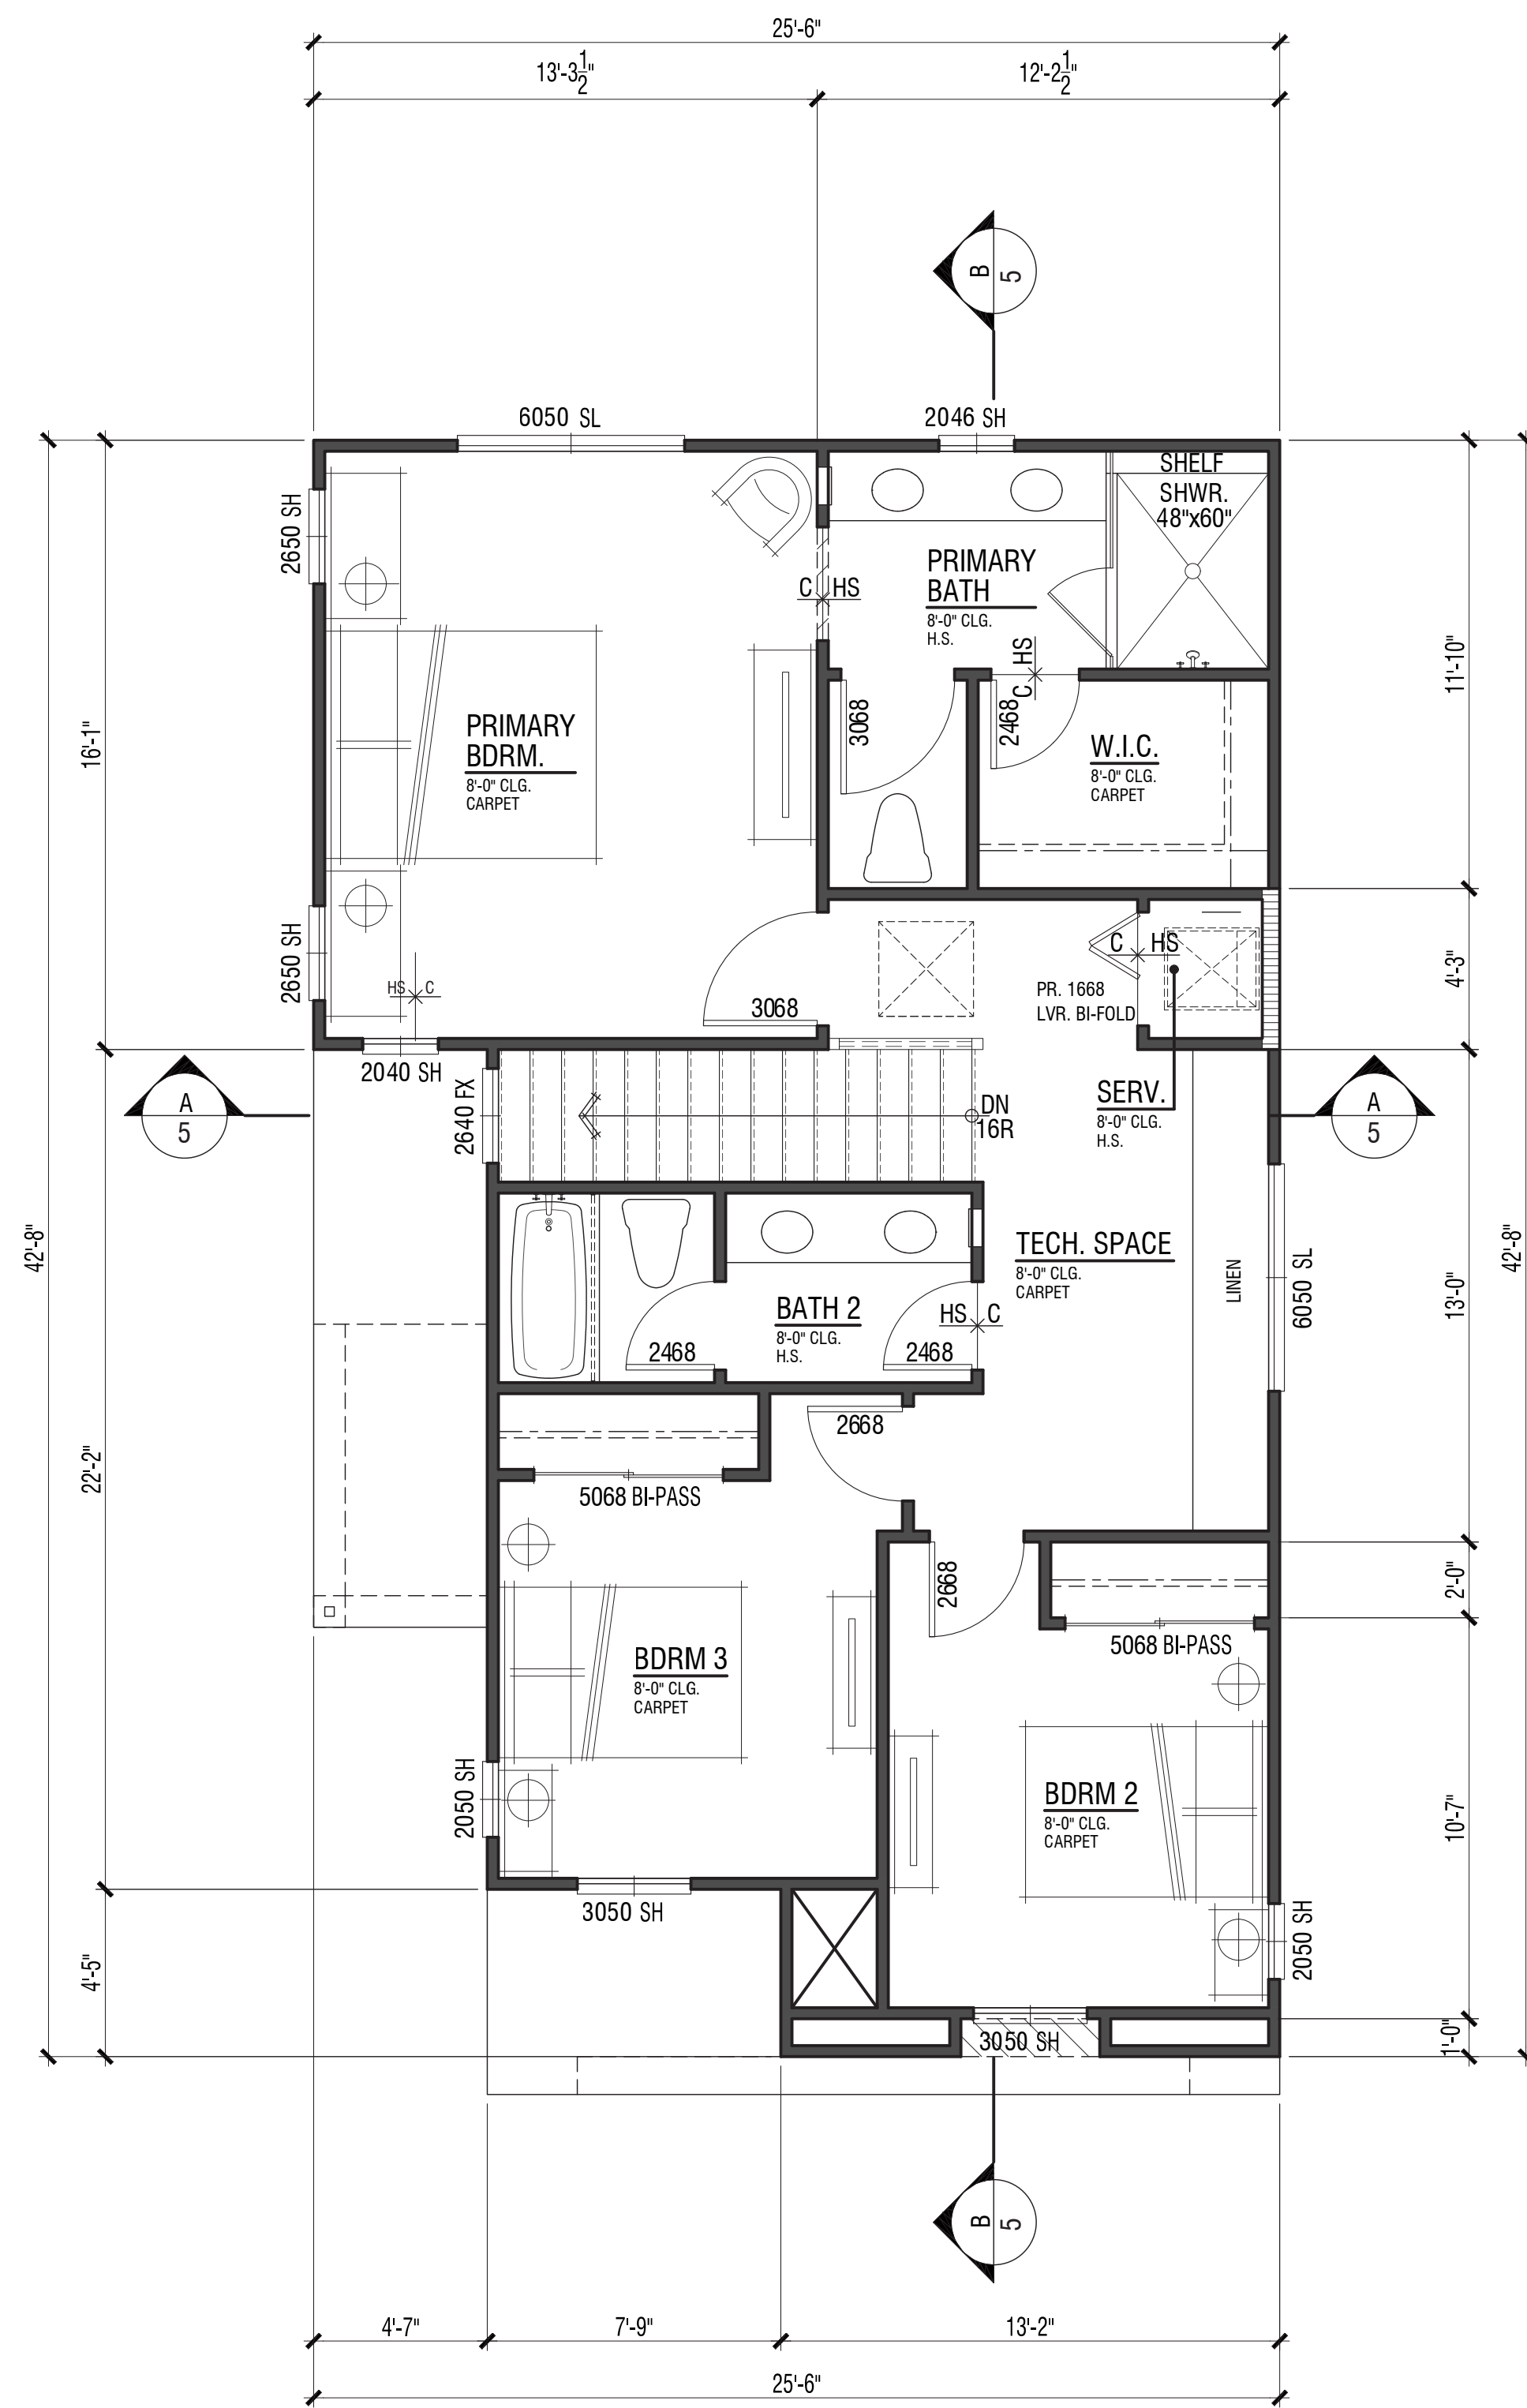 25'-6"
13'-3 1/2"
12'-2 1/2"
B
5
6050 SL
2046 SH
SHELF
SHWR.
48"x60"
2650 SH
PRIMARY
BATH
8'-0" CLG.
H.S.
C HS
HS
C
11'-10"
16'-1"
3068
2468
PRIMARY
BDRM.
8'-0" CLG.
CARPET
W.I.C.
8'-0" CLG.
CARPET
2650 SH
HS C
3068
C HS
PR. 1668
LVR. BI-FOLD
4'-3"
2040 SH
A
5
2640 FX
DN
16R
SERV.
8'-0" CLG.
H.S.
A
5
42'-8"
TECH. SPACE
8'-0" CLG.
CARPET
LINEN
6050 SL
13'-0"
42'-8"
BATH 2
8'-0" CLG.
H.S.
HS C
2468
2468
2668
22'-2"
5068 BI-PASS
2668
2'-0"
5068 BI-PASS
BDRM 3
8'-0" CLG.
CARPET
2050 SH
BDRM 2
8'-0" CLG.
CARPET
10'-7"
3050 SH
2050 SH
4'-5"
3050 SH
1'-0"
B
5
4'-7"
7'-9"
13'-2"
25'-6"